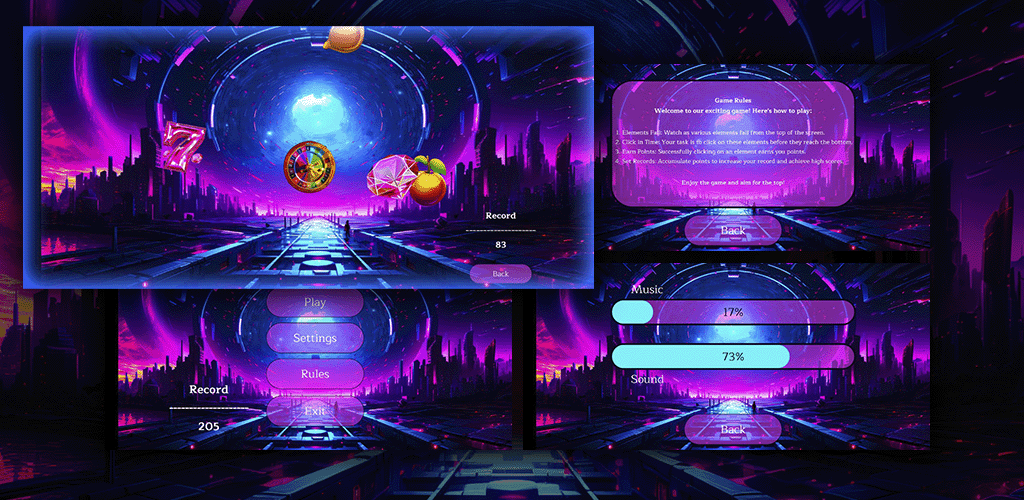 7
Record
--------------------
83
Back
Game Rules
Welcome to our exciting game! Here's how to play:
1. Elements Fall: Watch as various elements fall from the top of the screen.
2. Click in Time: Your task is to click on these elements before they reach the bottom.
3. Earn Points: Successfully clicking on an element earns you points.
4. Set Records: Accumulate points to increase your record and achieve high scores.
Enjoy the game and aim for the top!
Back
Play
Settings
Rules
Exit
Record
--------------------
205
Music
17%
73%
Sound
Back